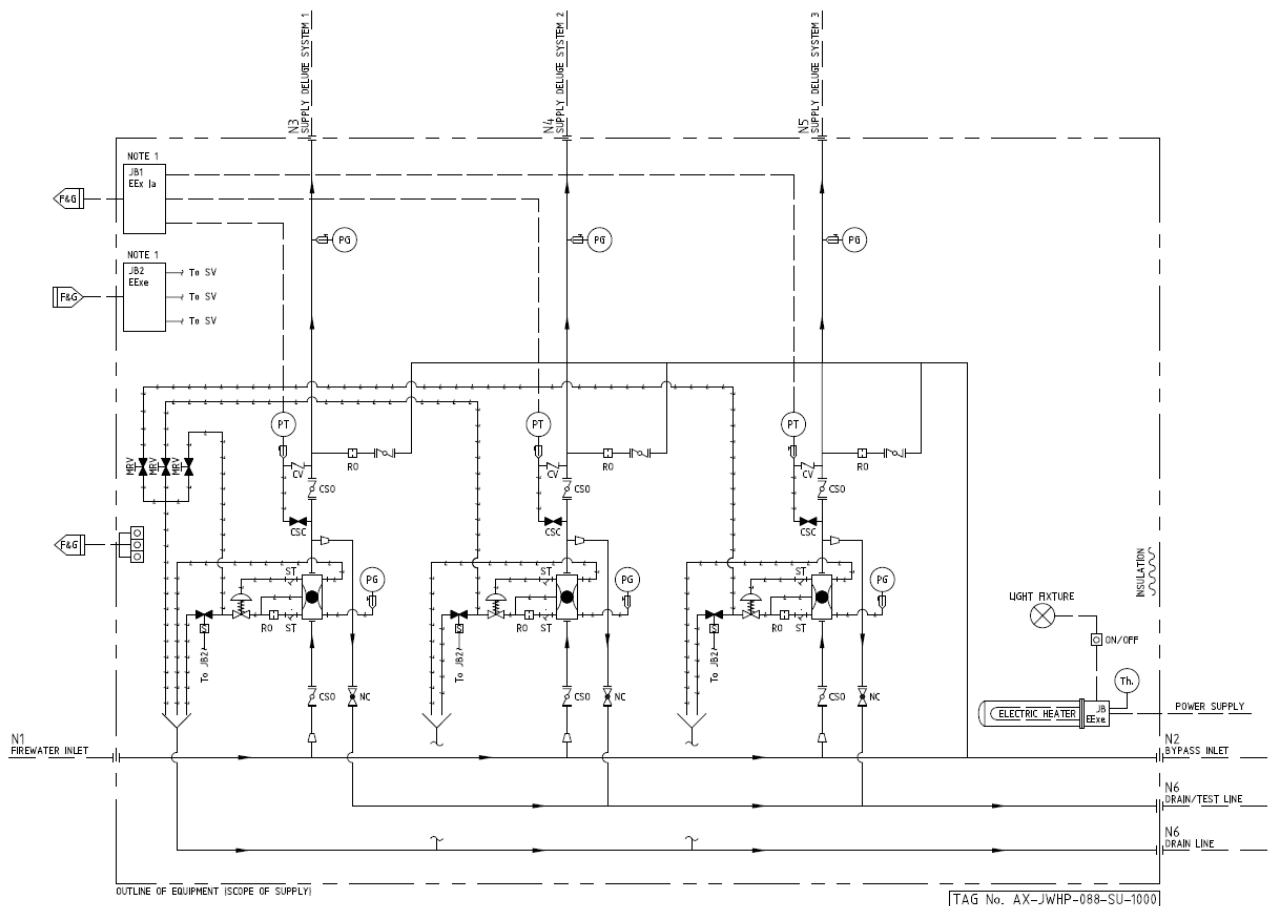 SUPPLY DELUGE SYSTEM 1
N3
SUPPLY DELUGE SYSTEM 2
N4
SUPPLY DELUGE SYSTEM 3
N5
NOTE 1
JB1
EEx Ia
F&G
PG
PG
PG
NOTE 1
JB2
EExe
F&G
To SV
To SV
To SV
PT
PT
PT
MRV
MRV
MRV
CV
RO
CV
RO
CV
RO
CSO
CSO
CSO
CSC
CSC
CSC
F&G
ST
PG
ST
PG
ST
PG
S
RO
ST
S
RO
ST
S
RO
ST
To JB2
To JB2
To JB2
CSO
NC
CSO
NC
CSO
NC
INSULATION
LIGHT FIXTURE
ON/OFF
Th.
ELECTRIC HEATER
JB
EExe
POWER SUPPLY
N1
FIREWATER INLET
N2
BYPASS INLET
N6
DRAIN/TEST LINE
N6
DRAIN LINE
OUTLINE OF EQUIPMENT (SCOPE OF SUPPLY)
TAG No. AX-JWHP-088-SU-1000